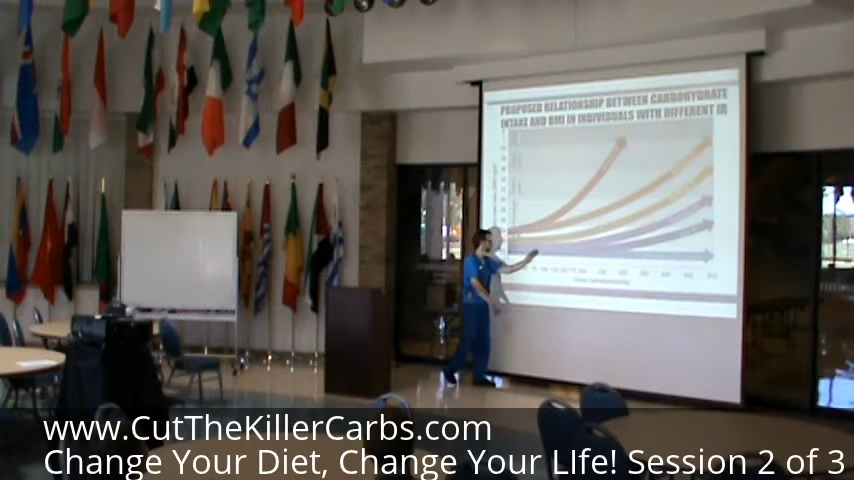 PROPOSED RELATIONSHIP BETWEEN CARBOHYDRATE
INTAKE AND BMI IN INDIVIDUALS WITH DIFFERENT IR
www.CutTheKillerCarbs.com
Change Your Diet, Change Your LIfe! Session 2 of 3